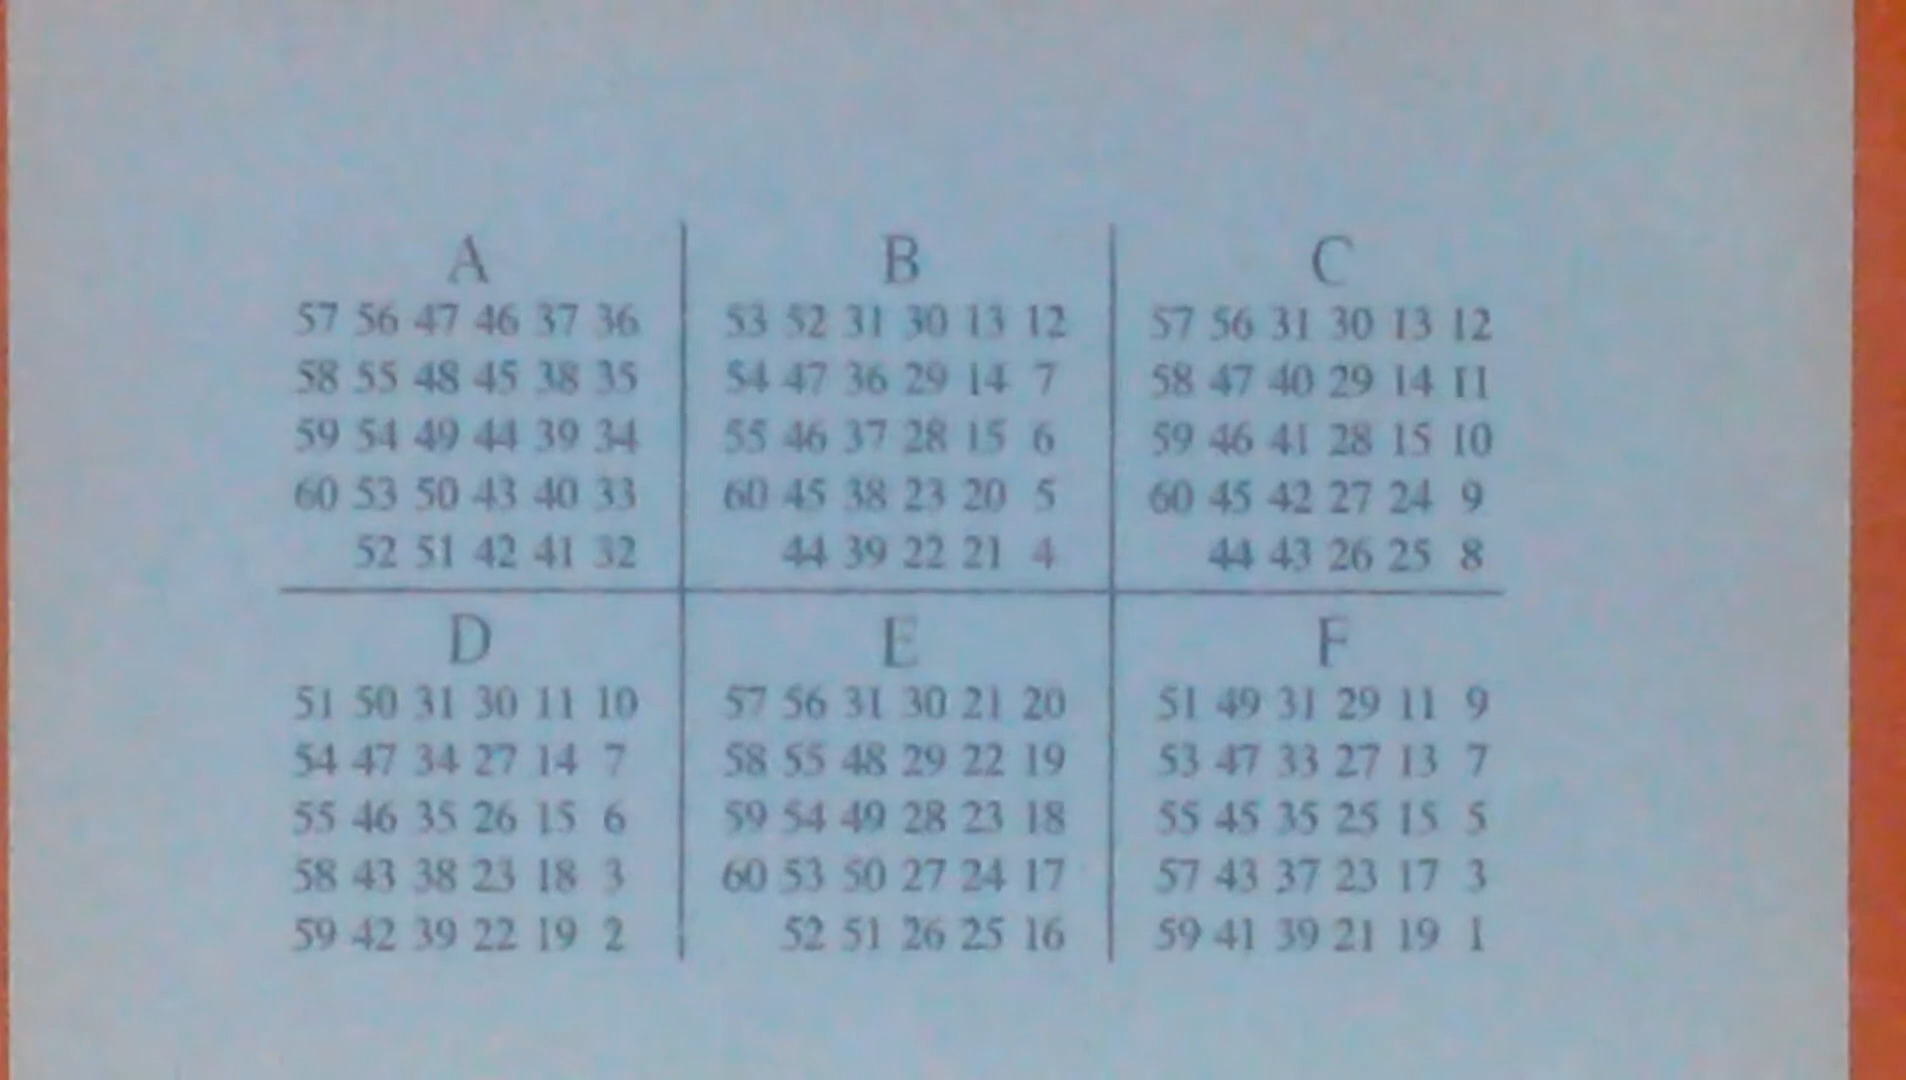 A
57 56 47 46 37 36
58 55 48 45 38 35
59 54 49 44 39 34
60 53 50 43 40 33
52 51 42 41 32
B
53 52 31 30 13 12
54 47 36 29 14 7
55 46 37 28 15 6
60 45 38 23 20 5
44 39 22 21 4
C
57 56 31 30 13 12
58 47 40 29 14 11
59 46 41 28 15 10
60 45 42 27 24 9
44 43 26 25 8
D
51 50 31 30 11 10
54 47 34 27 14 7
55 46 35 26 15 6
58 43 38 23 18 3
59 42 39 22 19 2
E
57 56 31 30 21 20
58 55 48 29 22 19
59 54 49 28 23 18
60 53 50 27 24 17
52 51 26 25 16
F
51 49 31 29 11 9
53 47 33 27 13 7
55 45 35 25 15 5
57 43 37 23 17 3
59 41 39 21 19 1